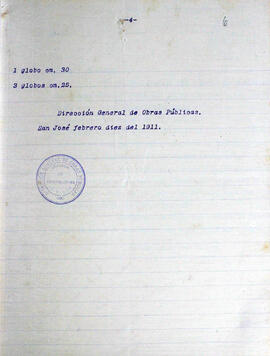 -4-
6
1 globo cm. 30
3 globos cm.25.
Dirección General de Obras Públicas.
San José febrero diez del 1911.